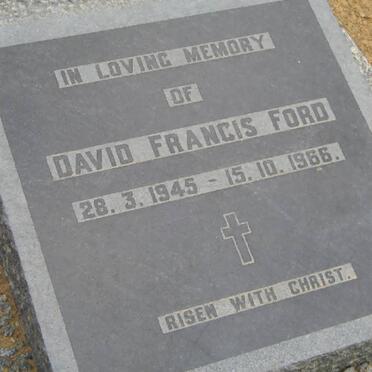 IN LOVING MEMORY
OF
DAVID FRANCIS FORD
28. 3. 1945 - 15. 10. 1966.
RISEN WITH CHRIST.